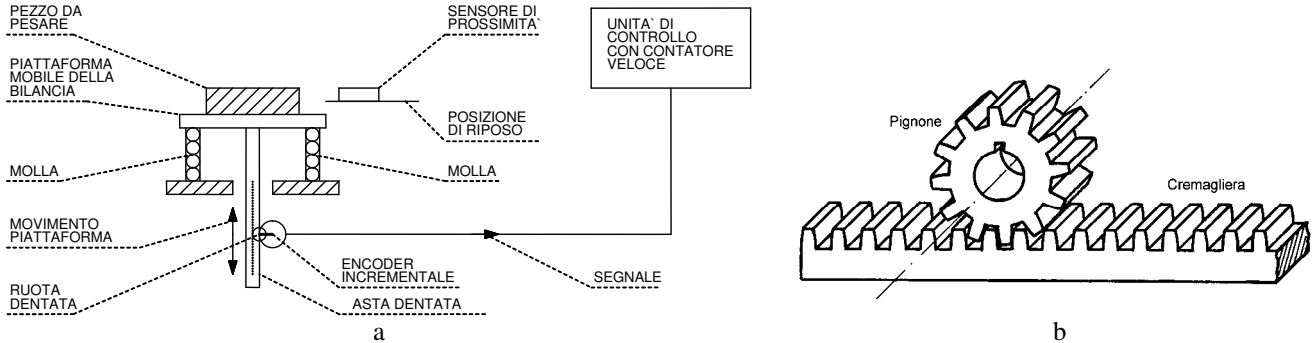 PEZZO DA
PESARE
SENSORE DI
PROSSIMITA`
UNITA` DI
CONTROLLO
CON CONTATORE
VELOCE
PIATTAFORMA
MOBILE DELLA
BILANCIA
POSIZIONE
DI RIPOSO
MOLLA
MOLLA
MOVIMENTO
PIATTAFORMA
ENCODER
INCREMENTALE
SEGNALE
RUOTA
DENTATA
ASTA DENTATA
a
Pignone
Cremagliera
b